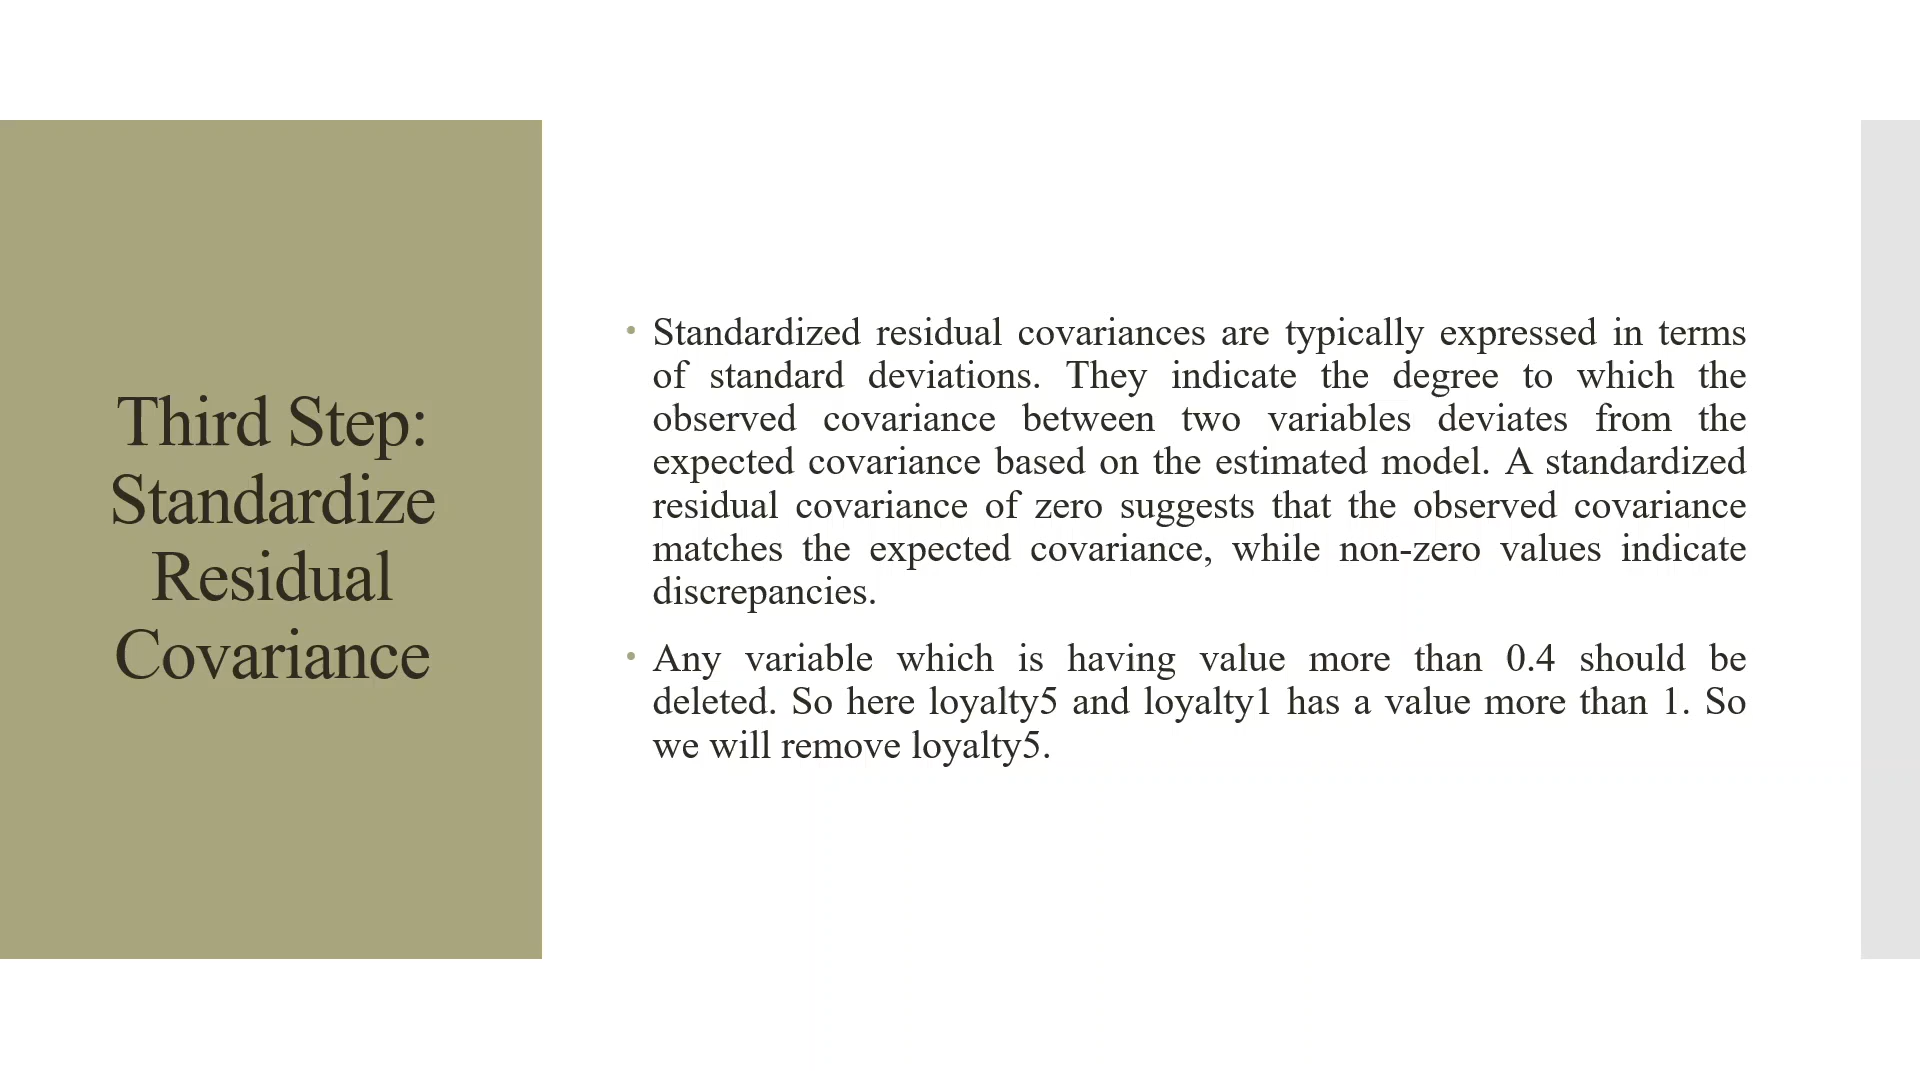 Third Step:
Standardize
Residual
Covariance
• Standardized residual covariances are typically expressed in terms
of standard deviations. They indicate the degree to which the
observed covariance between two variables deviates from the
expected covariance based on the estimated model. A standardized
residual covariance of zero suggests that the observed covariance
matches the expected covariance, while non-zero values indicate
discrepancies.
• Any variable which is having value more than 0.4 should be
deleted. So here loyalty5 and loyalty1 has a value more than 1. So
we will remove loyalty5.